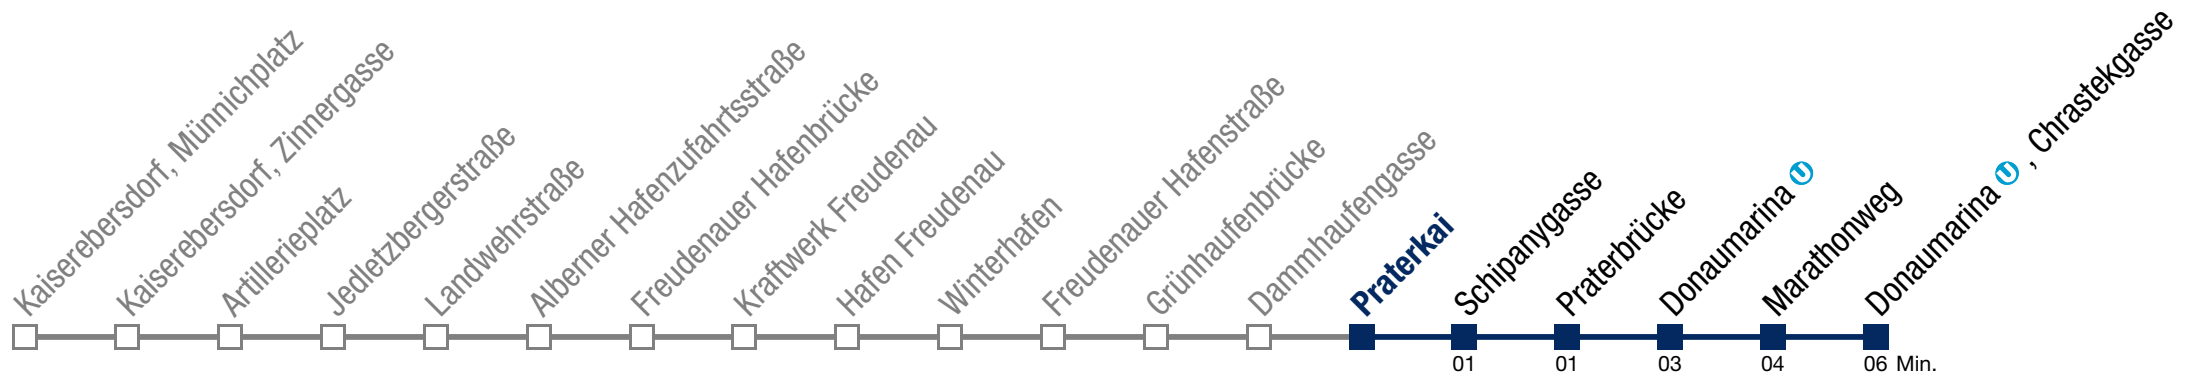 Kaiserebersdorf, Münnichplatz
Kaiserebersdorf, Zinnergasse
Artillerieplatz
Jedletzbergerstraße
Landwehrstraße
Alberner Hafenzufahrtsstraße
Freudenauer Hafenbrücke
Kraftwerk Freudenau
Hafen Freudenau
Winterhafen
Freudenauer Hafenstraße
Grünhaufenbrücke
Dammhaufengasse
Praterkai
Schipanygasse
Praterbrücke
Donaumarina U
Marathonweg
Donaumarina U, Chrastekgasse
01 01 03 04 06 Min.